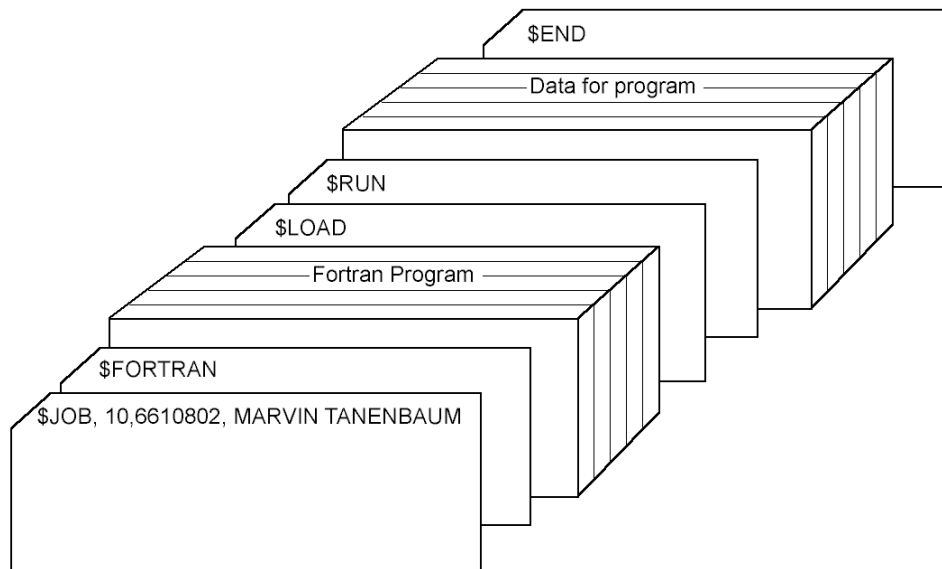 $END
Data for program
$RUN
$LOAD
Fortran Program
$FORTRAN
$JOB, 10,6610802, MARVIN TANENBAUM